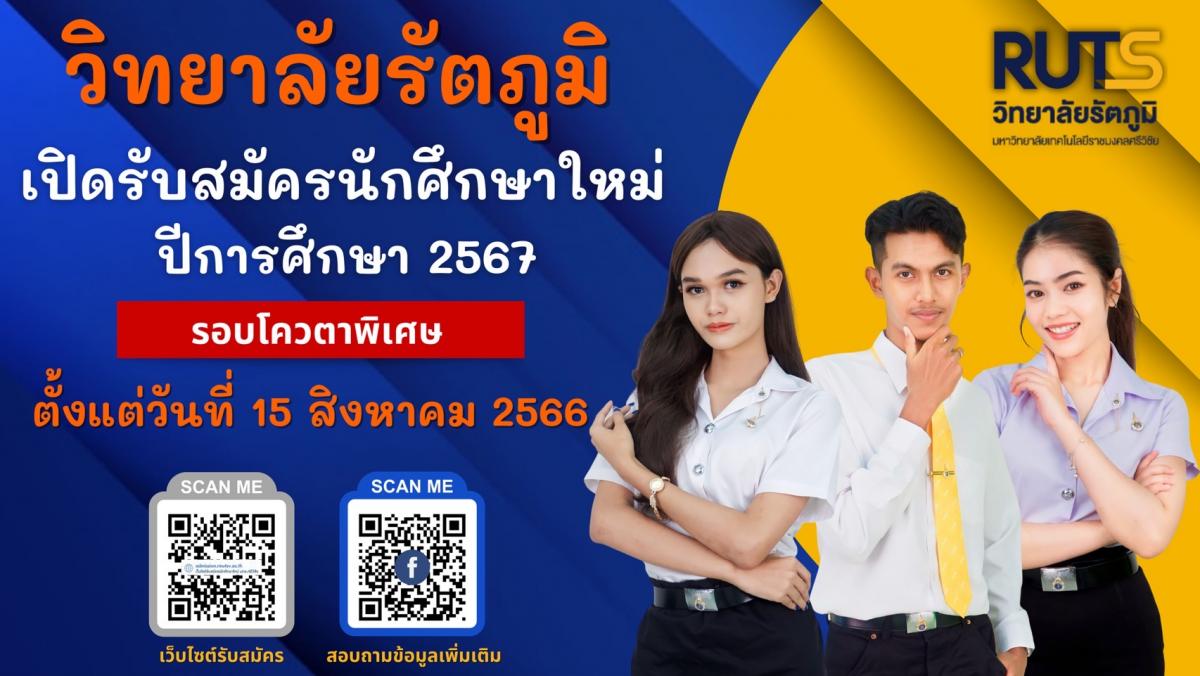 วิทยาลัยรัตภูมิ
เปิดรับสมัครนักศึกษาใหม่
ปีการศึกษา 2567
รอบโควตาพิเศษ
ตั้งแต่วันที่ 15 สิงหาคม 2566
SCAN ME
เว็บไซต์รับสมัคร
SCAN ME
f
สอบถามข้อมูลเพิ่มเติม
RUTS
วิทยาลัยรัตภูมิ
มหาวิทยาลัยเทคโนโลยีราชมงคลศรีวิชัย